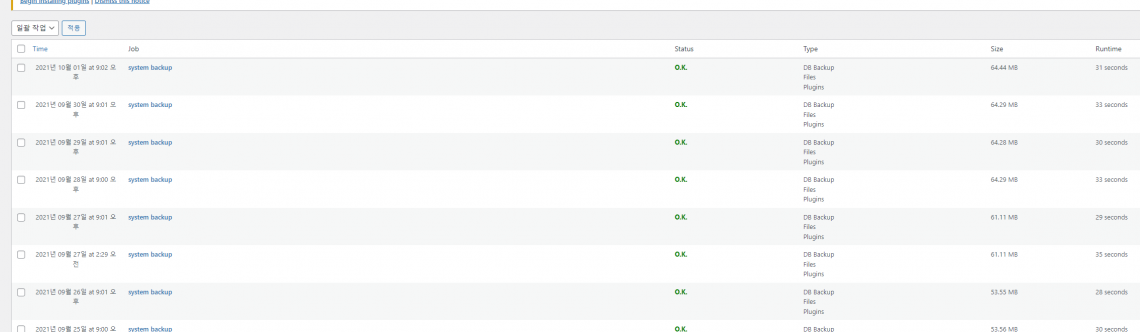 Begin installing plugins | Dismiss this notice
일괄 작업 적용
Time Job Status Type Size Runtime
2021년 10월 01일 at 9:02 오 system backup O.K. DB Backup 64.44 MB 31 seconds
후 Files
Plugins
2021년 09월 30일 at 9:01 오 system backup O.K. DB Backup 64.29 MB 33 seconds
후 Files
Plugins
2021년 09월 29일 at 9:01 오 system backup O.K. DB Backup 64.28 MB 30 seconds
후 Files
Plugins
2021년 09월 28일 at 9:00 오 system backup O.K. DB Backup 64.29 MB 33 seconds
후 Files
Plugins
2021년 09월 27일 at 9:01 오 system backup O.K. DB Backup 61.11 MB 29 seconds
후 Files
Plugins
2021년 09월 27일 at 2:29 오 system backup O.K. DB Backup 61.11 MB 35 seconds
전 Files
Plugins
2021년 09월 26일 at 9:01 오 system backup O.K. DB Backup 53.55 MB 28 seconds
후 Files
Plugins
2021년 09월 25일 at 9:00 오 system backup O.K. DB Backup 53.56 MB 30 seconds